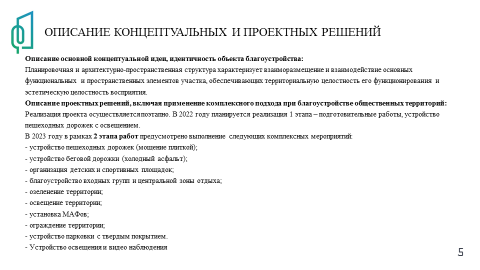 ОПИСАНИЕ КОНЦЕПТУАЛЬНЫХ И ПРОЕКТНЫХ РЕШЕНИЙ
Описание основной концептуальной идеи, идентичность объекта благоустройства:
Планировочная и архитектурно-пространственная структура характеризует взаиморазмещение и взаимодействие основных
функциональных и пространственных элементов участка, обеспечивающих территориальную целостность его функционирования и
эстетическую целостность восприятия.
Описание проектных решений, включая применение комплексного подхода при благоустройстве общественных территорий:
Реализация проекта осуществляется поэтапно. В 2022 году планируется реализация 1 этапа – подготовительные работы, устройство
пешеходных дорожек с освещением.
В 2023 году в рамках 2 этапа работ предусмотрено выполнение следующих комплексных мероприятий:
- устройство пешеходных дорожек (мощение плиткой);
- устройство беговой дорожки (холодный асфальт);
- организация детских и спортивных площадок;
- благоустройство входных групп и центральной зоны отдыха;
- озеленение территории;
- освещение территории;
- установка МАФов;
- ограждение территории;
- устройство парковки с твердым покрытием.
- Устройство освещения и видео наблюдения
5